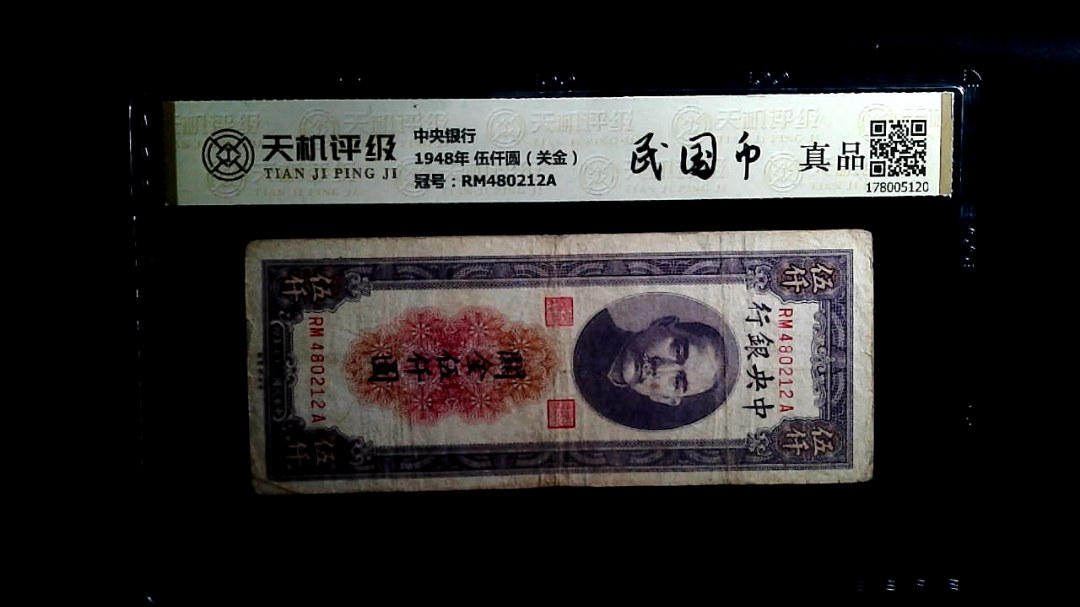 天机评级
TIAN JI PING JI
中央银行
1948年 伍仟圆（关金）
冠号：RM480212A
民国币
真品
178005120
伍仟
伍仟
RM480212A
中央銀行
RM480212A
關金伍仟圓
伍仟
伍仟